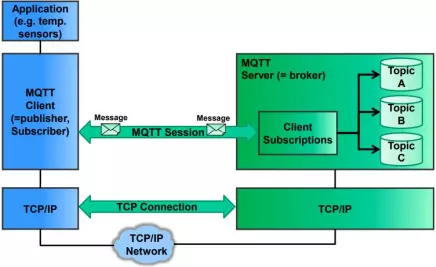 Application
(e.g. temp.
sensors)
MQTT
Client
(=publisher,
Subscriber)
Message
Message
MQTT Session
MQTT
Server (= broker)
Client
Subscriptions
Topic
A
Topic
B
Topic
C
TCP/IP
TCP Connection
TCP/IP
TCP/IP
Network